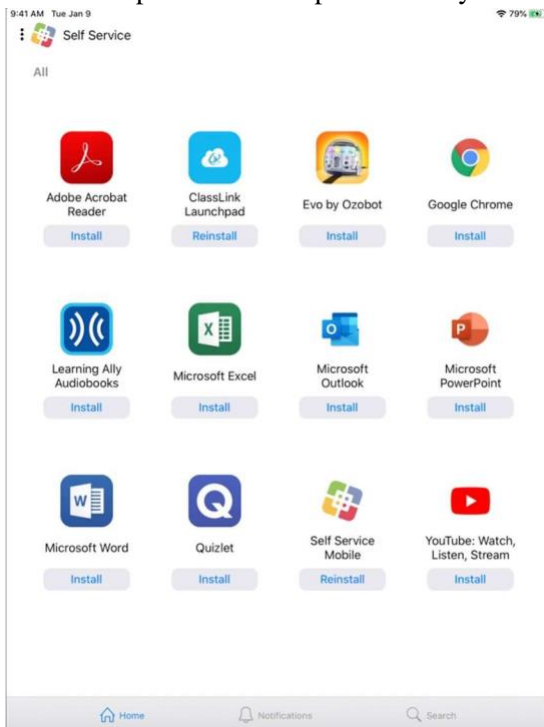 9:41 AM Tue Jan 9
79%
Self Service
All
Adobe Acrobat
Reader
Install
ClassLink
Launchpad
Reinstall
Evo by Ozobot
Install
Google Chrome
Install
Learning Ally
Audiobooks
Install
X
Microsoft Excel
Install
O
Microsoft
Outlook
Install
P
Microsoft
PowerPoint
Install
W
Microsoft Word
Install
Q
Quizlet
Install
Self Service
Mobile
Reinstall
YouTube: Watch,
Listen, Stream
Install
Home
Notifications
Search